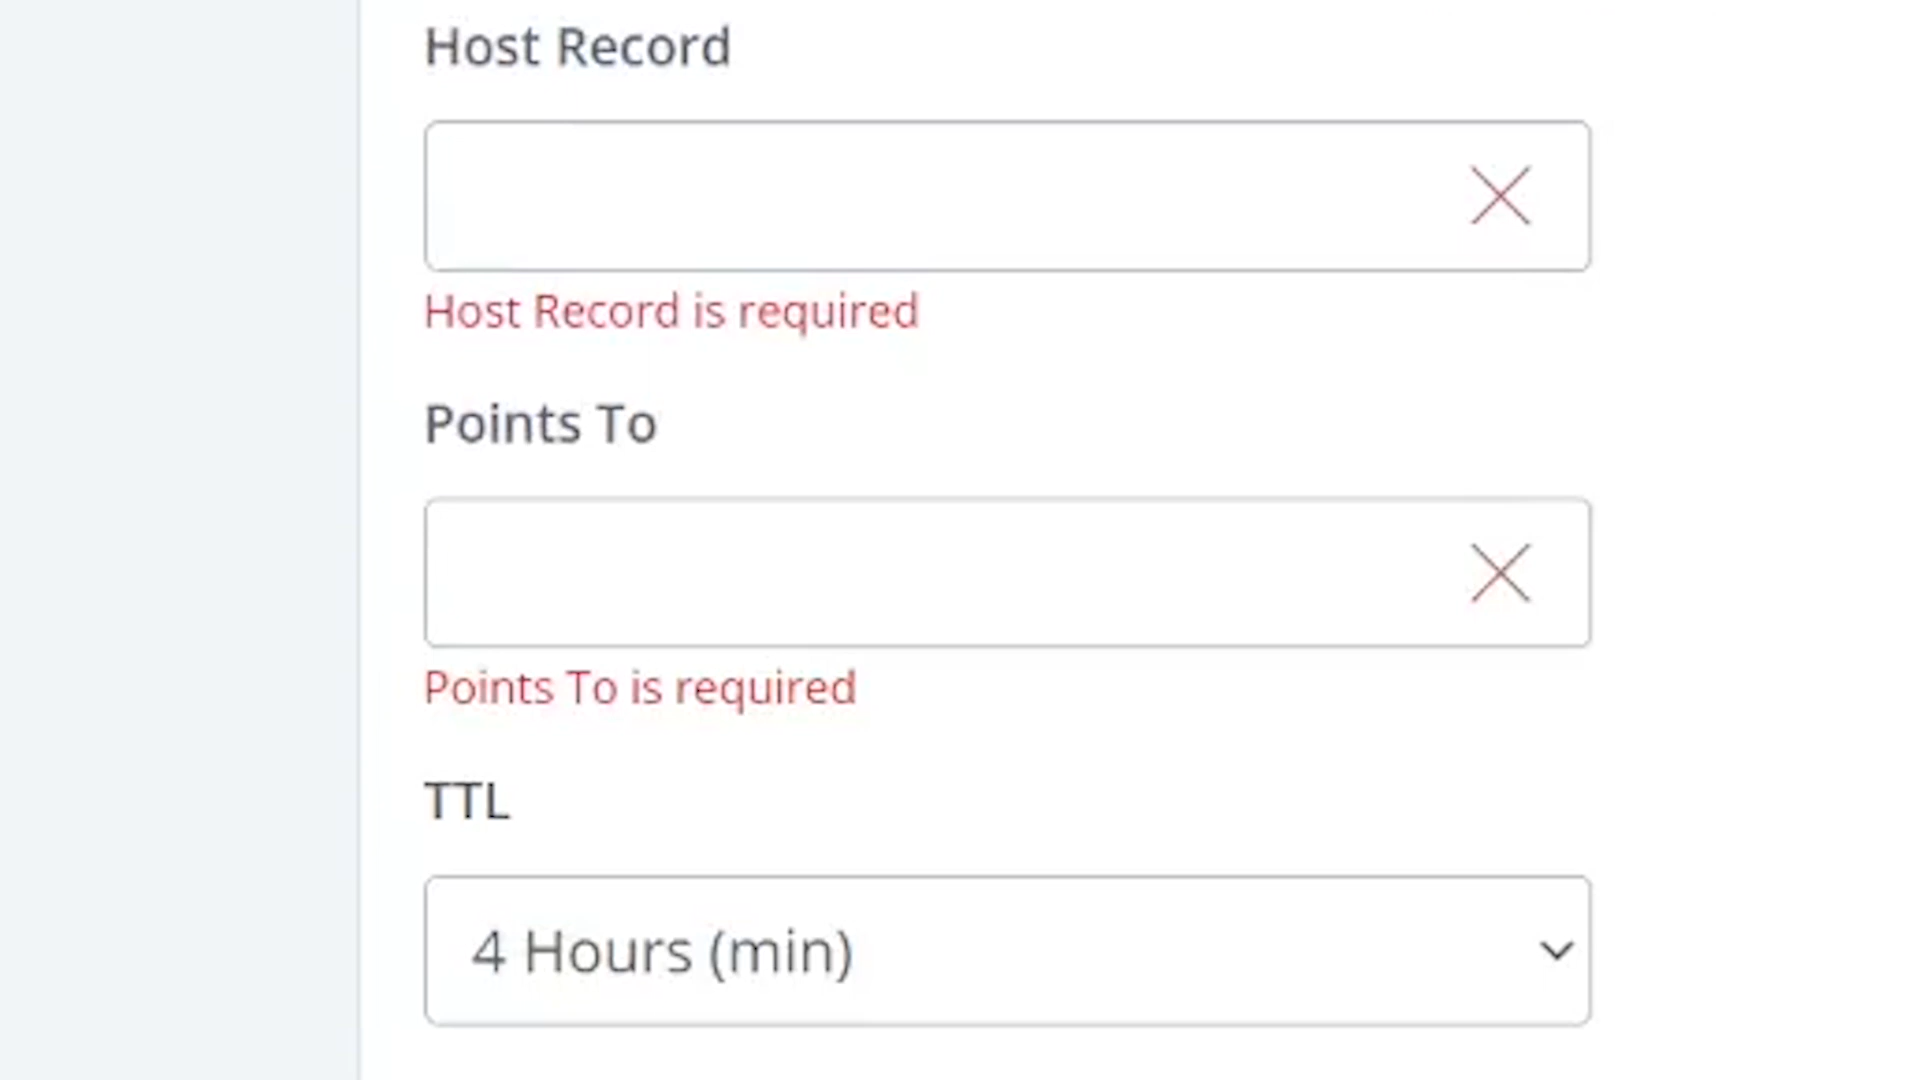 Host Record
Host Record is required
Points To
Points To is required
TTL
4 Hours (min)